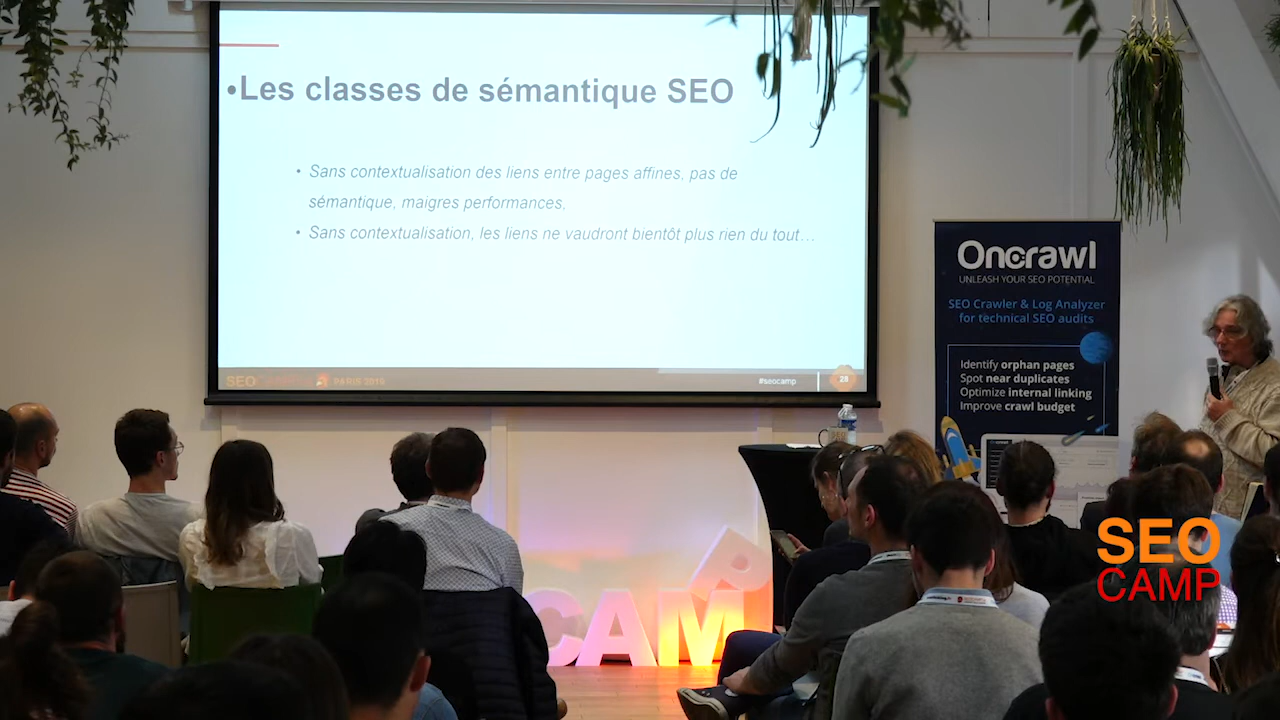 •Les classes de sémantique SEO
• Sans contextualisation des liens entre pages affines, pas de
sémantique, maigres performances.
• Sans contextualisation, les liens ne vaudront bientôt plus rien du tout…
SEO CAMPUS PARIS 2019
#seocamp
28
Oncrawl
UNLEASH YOUR SEO POTENTIAL
SEO Crawler & Log Analyzer
for technical SEO audits
Identify orphan pages
Spot near duplicates
Optimize internal linking
Improve crawl budget
CAMP
SEO
CAMP